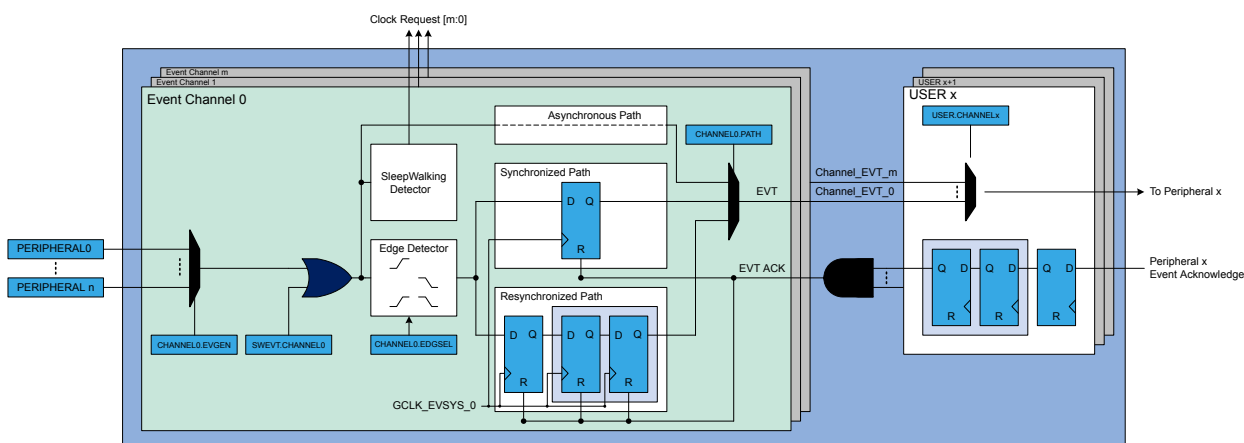 Clock Request [m:0]
Event Channel m
Event Channel 1
Event Channel 0
USER x+1
USER x
Asynchronous Path
CHANNEL0.PATH
USER.CHANNELx
SleepWalking
Detector
Synchronized Path
D Q
R
Channel_EVT_m
EVT
Channel_EVT_0
To Peripheral x
PERIPHERAL0
PERIPHERAL n
Edge Detector
EVT ACK
Q D
Q D
Q D
R
R
R
Peripheral x
Event Acknowledge
Resynchronized Path
D Q
D Q
D Q
R
R
R
CHANNEL0.EVGEN
SWEVT.CHANNEL0
CHANNEL0.EDGSEL
GCLK_EVSYS_0